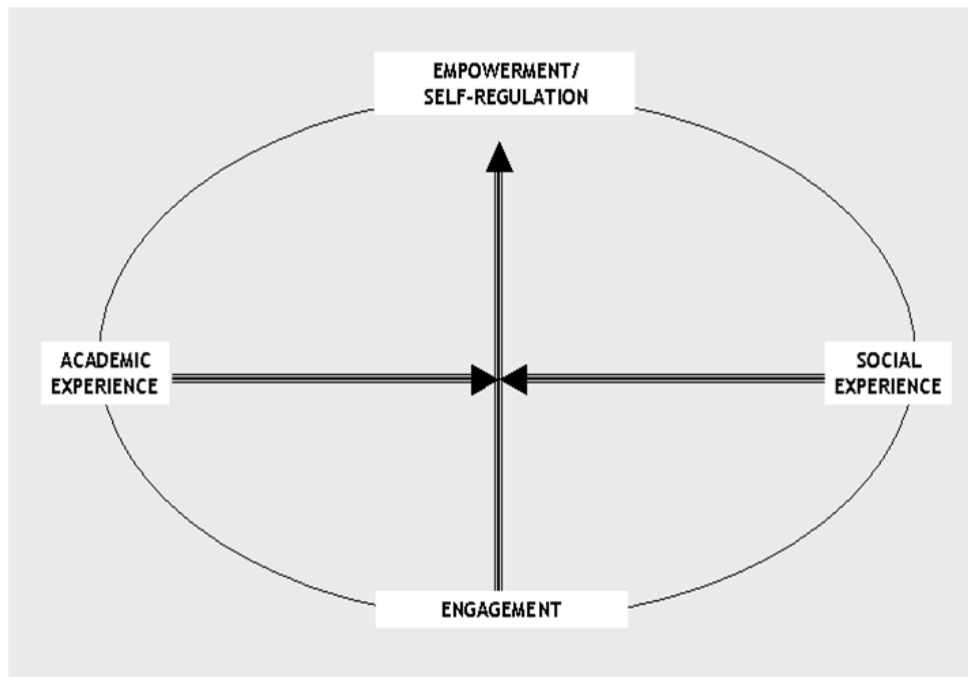 EMPOWERMENT/
SELF-REGULATION
ACADEMIC
EXPERIENCE
SOCIAL
EXPERIENCE
ENGAGEMENT